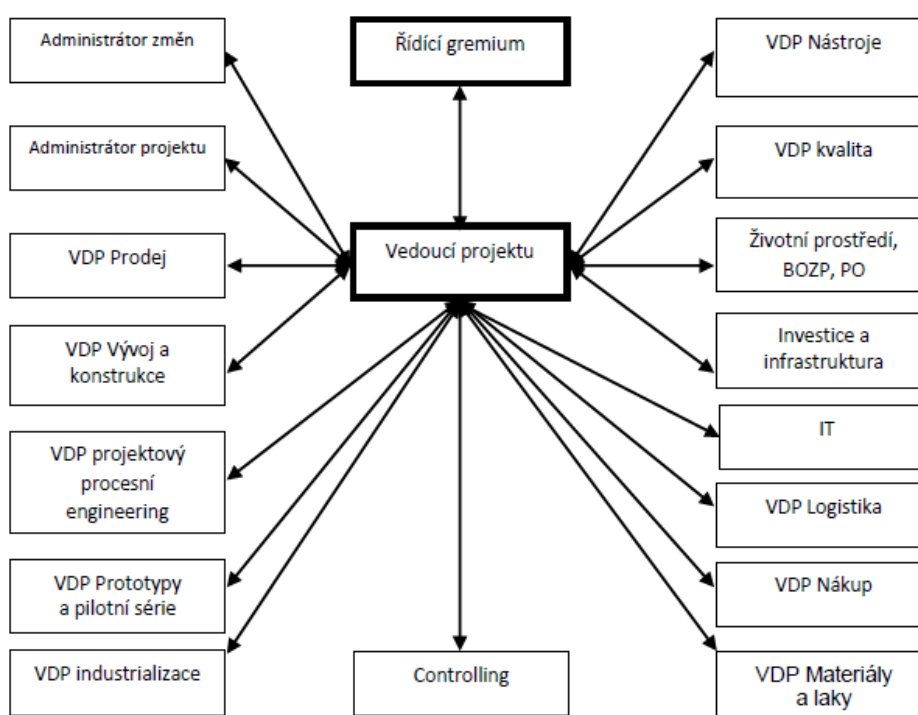 Administrátor změn
Řídící gremium
VDP Nástroje
Administrátor projektu
VDP kvalita
VDP Prodej
Vedoucí projektu
Životní prostředí,
BOZP, PO
VDP Vývoj a
konstrukce
Investice a
infrastruktura
VDP projektový
procesní
engineering
IT
VDP Logistika
VDP Prototypy
a pilotní série
VDP Nákup
VDP industrializace
Controlling
VDP Materiály
a laky